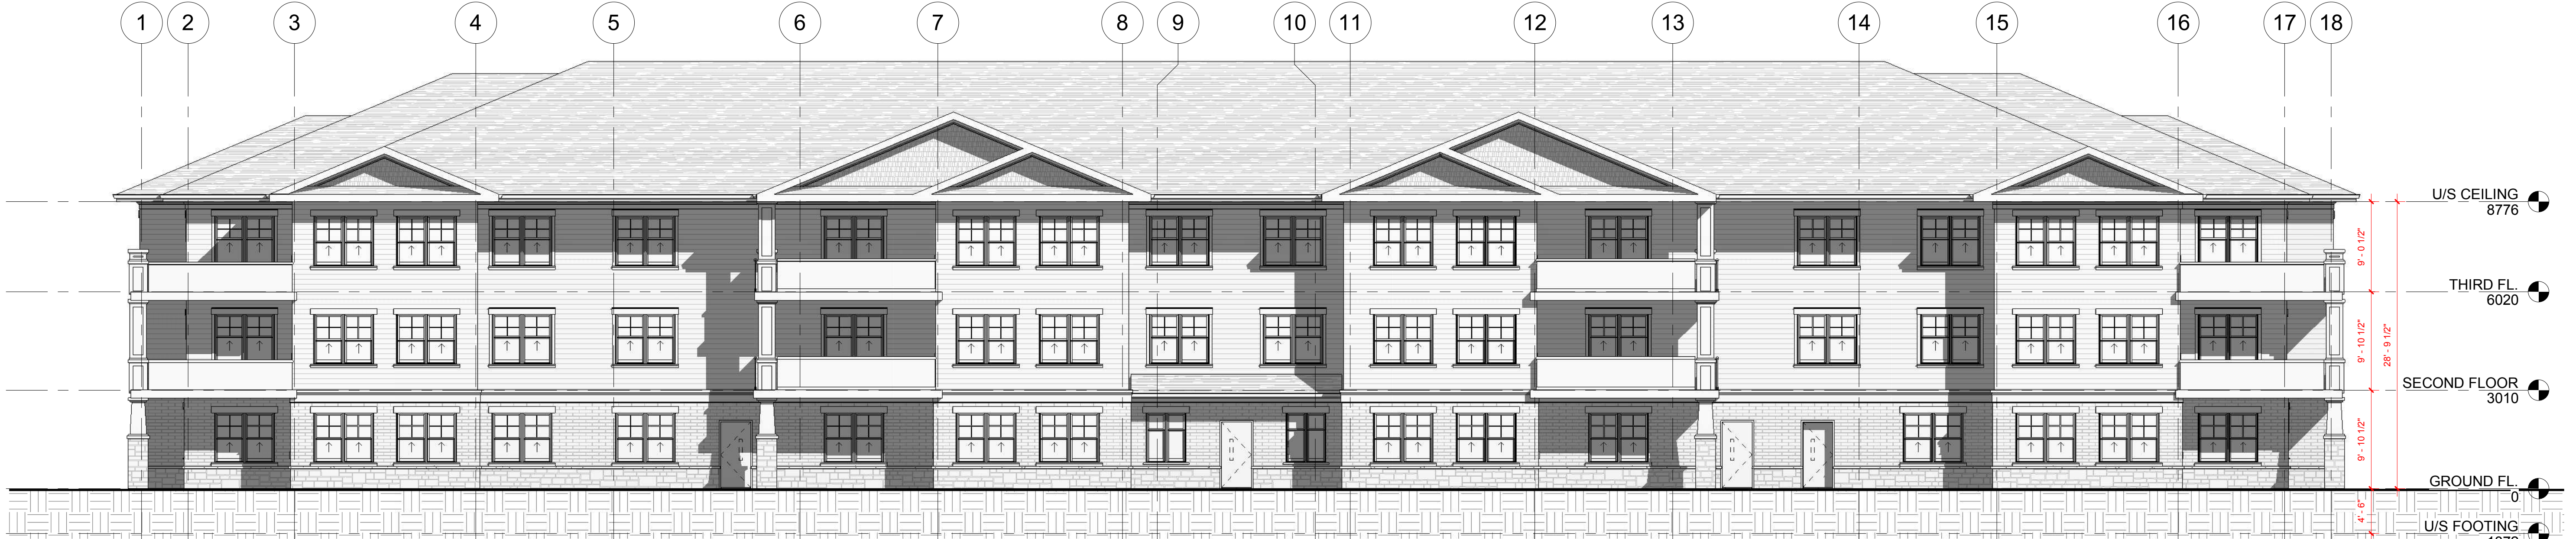 1 2 3 4 5 6 7 8 9 10 11 12 13 14 15 16 17 18
U/S CEILING
8776
9' - 0 1/2"
THIRD FL.
6020
9' - 10 1/2"
28' - 9 1/2"
SECOND FLOOR
3010
9' - 10 1/2"
GROUND FL.
0
4' - 6"
U/S FOOTING